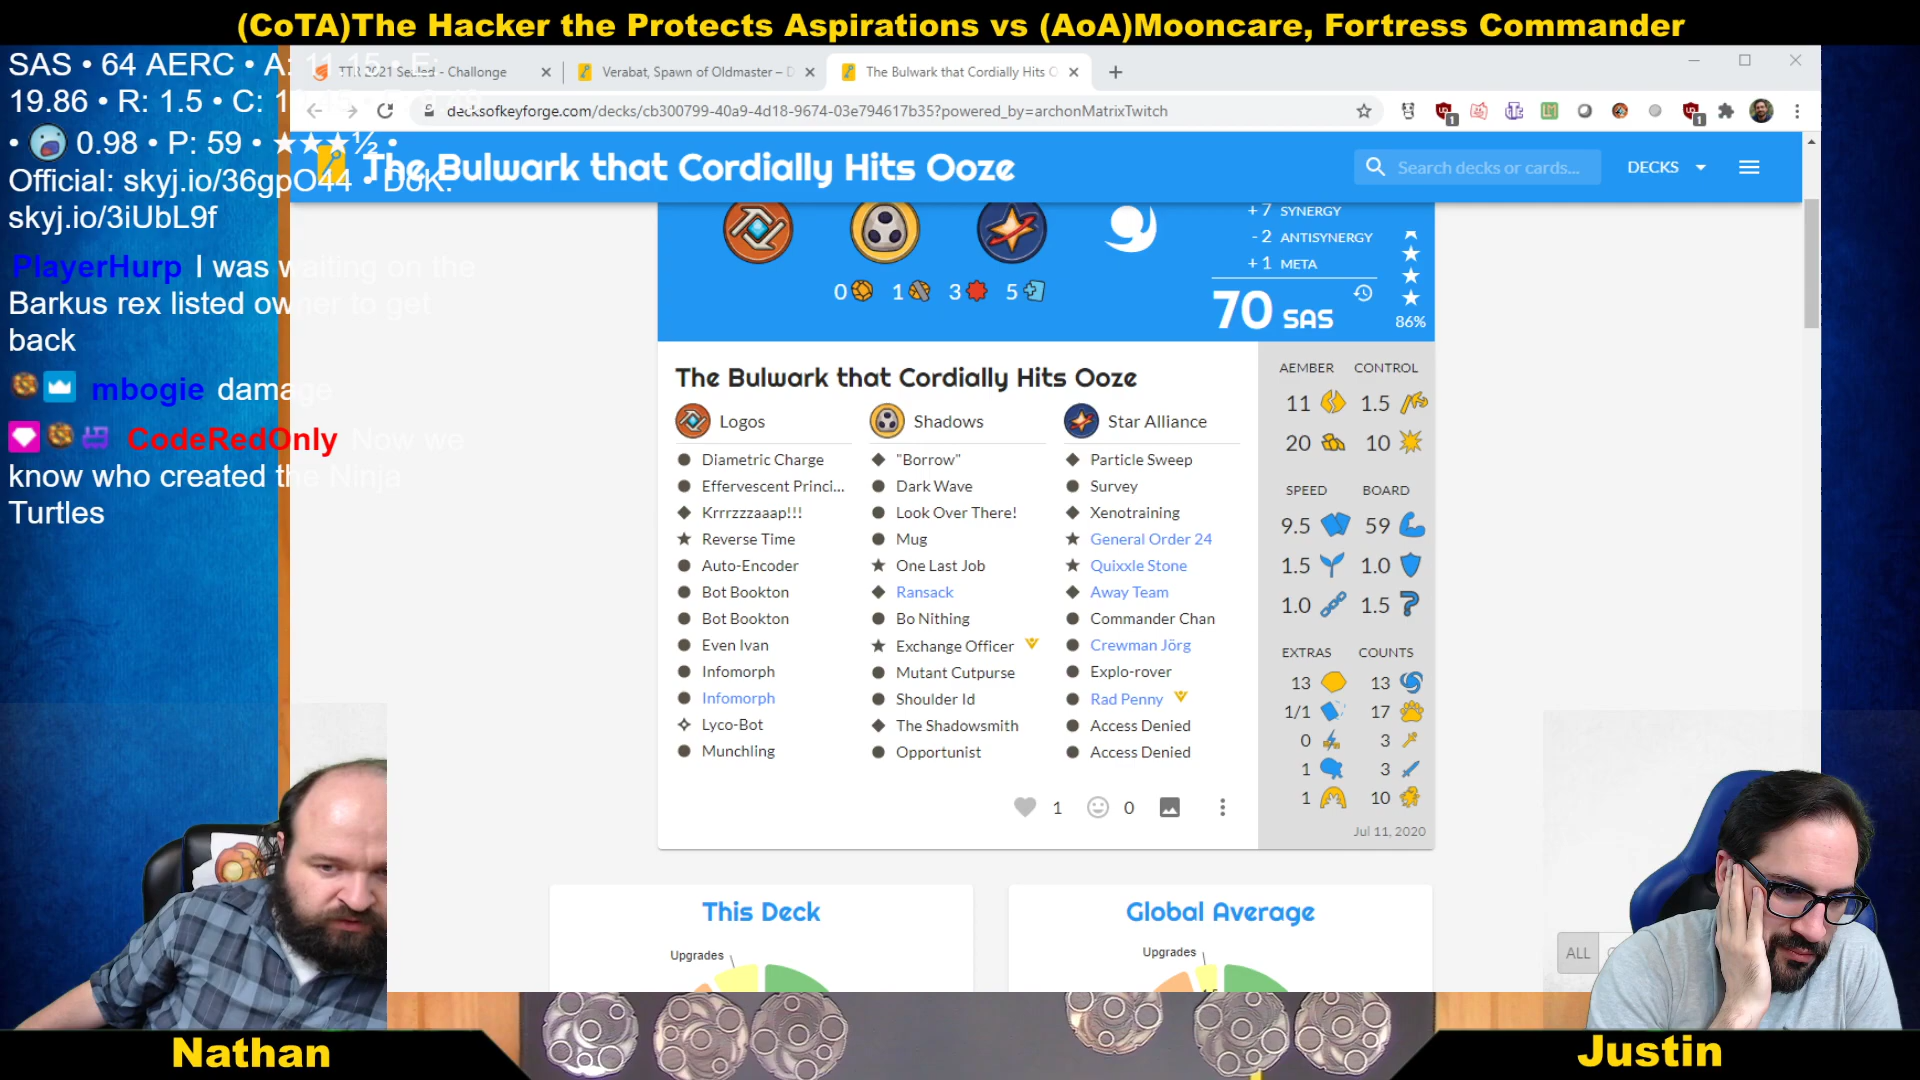 (CoTA)The Hacker the Protects Aspirations vs (AoA)Mooncare, Fortress Commander
SAS • 64 AERC • A: 11.15 • E:
19.86 • R: 1.5 • C:
• 0.98 • P: 59 • ★★★½ •
Official: skyj.io/36gpO44 • DoK:
skyj.io/3iUbL9f
PlayerHurp I was waiting on the
Barkus rex listed owner to get
back
mbogie damage
CodeRedOnly Now we
know who created the Ninja
Turtles
TTR 2021 Sealed - Challonge
Verabat, Spawn of Oldmaster – D
The Bulwark that Cordially Hits O
decksofkeyforge.com/decks/cb300799-40a9-4d18-9674-03e794617b35?powered_by=archonMatrixTwitch
The Bulwark that Cordially Hits Ooze
Search decks or cards...
DECKS
0 1 3 5
+ 7 SYNERGY
- 2 ANTISYNERGY
+ 1 META
70 SAS
86%
The Bulwark that Cordially Hits Ooze
Logos
Diametric Charge
Effervescent Princi...
Krrrzzzaaap!!!
Reverse Time
Auto-Encoder
Bot Bookton
Bot Bookton
Even Ivan
Infomorph
Infomorph
Lyco-Bot
Munchling
Shadows
"Borrow"
Dark Wave
Look Over There!
Mug
One Last Job
Ransack
Bo Nithing
Exchange Officer
Mutant Cutpurse
Shoulder Id
The Shadowsmith
Opportunist
Star Alliance
Particle Sweep
Survey
Xenotraining
General Order 24
Quixxle Stone
Away Team
Commander Chan
Crewman Jörg
Explo-rover
Rad Penny
Access Denied
Access Denied
1 0
AEMBER CONTROL
11 1.5
20 10
SPEED BOARD
9.5 59
1.5 1.0
1.0 1.5
EXTRAS COUNTS
13 13
1/1 17
0 3
1 3
1 10
Jul 11, 2020
This Deck
Upgrades
Global Average
Upgrades
ALL
Nathan
Justin